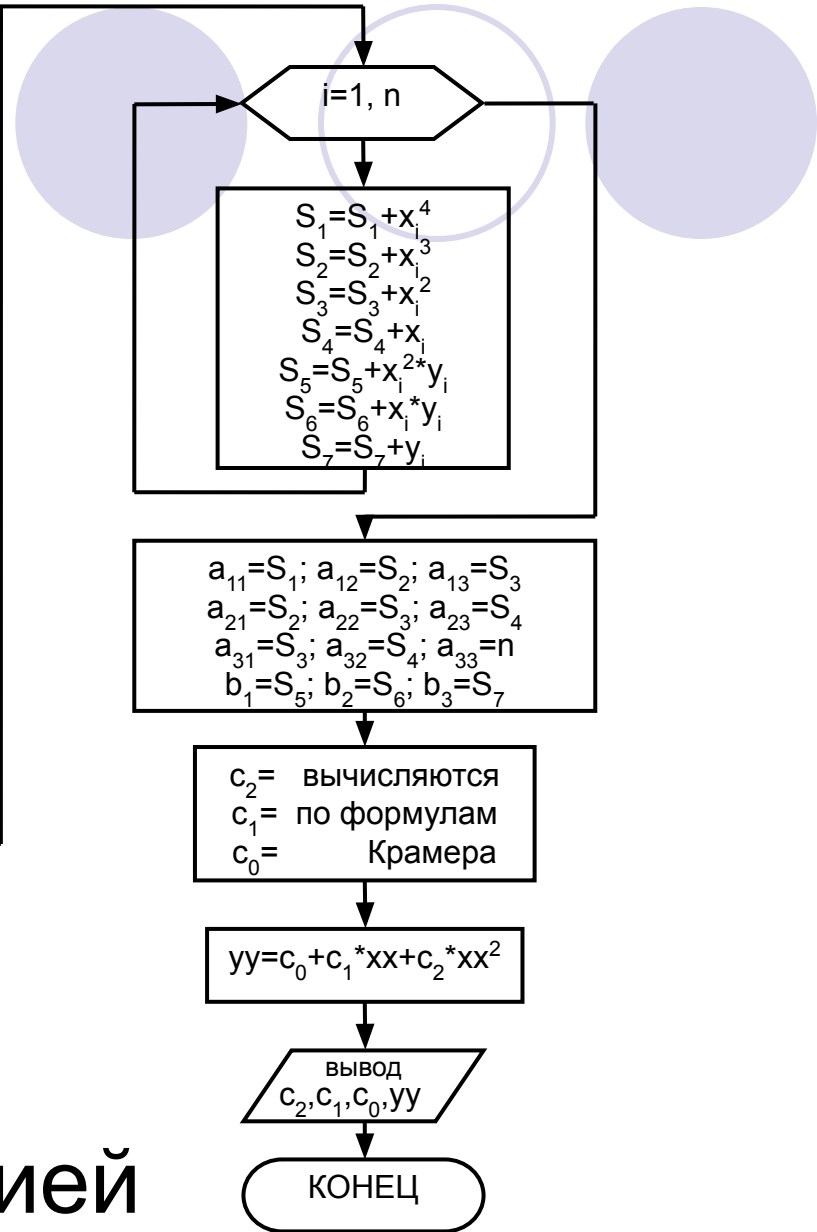 i=1, n
S₁=S₁+xᵢ⁴
S₂=S₂+xᵢ³
S₃=S₃+xᵢ²
S₄=S₄+xᵢ
S₅=S₅+xᵢ²*yᵢ
S₆=S₆+xᵢ*yᵢ
S₇=S₇+yᵢ
a₁₁=S₁; a₁₂=S₂; a₁₃=S₃
a₂₁=S₂; a₂₂=S₃; a₂₃=S₄
a₃₁=S₃; a₃₂=S₄; a₃₃=n
b₁=S₅; b₂=S₆; b₃=S₇
c₂= вычисляются
c₁= по формулам
c₀= Крамера
yy=c₀+c₁*xx+c₂*xx²
вывод
c₂,c₁,c₀,yy
КОНЕЦ